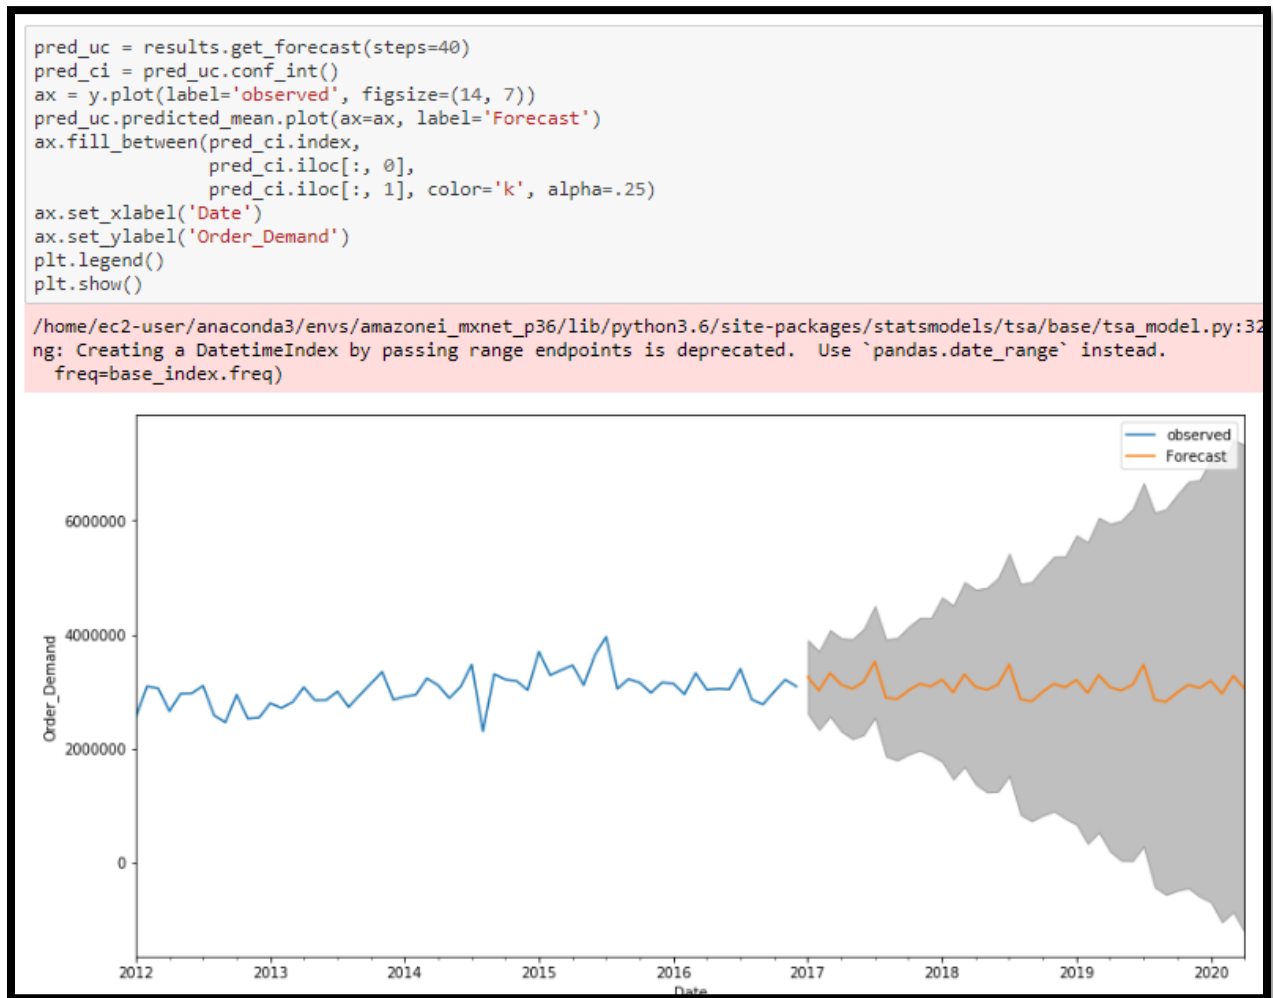 pred_uc = results.get_forecast(steps=40)
pred_ci = pred_uc.conf_int()
ax = y.plot(label='observed', figsize=(14, 7))
pred_uc.predicted_mean.plot(ax=ax, label='Forecast')
ax.fill_between(pred_ci.index,
                pred_ci.iloc[:, 0],
                pred_ci.iloc[:, 1], color='k', alpha=.25)
ax.set_xlabel('Date')
ax.set_ylabel('Order_Demand')
plt.legend()
plt.show()
/home/ec2-user/anaconda3/envs/amazonei_mxnet_p36/lib/python3.6/site-packages/statsmodels/tsa/base/tsa_model.py:32
ng: Creating a DatetimeIndex by passing range endpoints is deprecated.  Use `pandas.date_range` instead.
  freq=base_index.freq)
observed
Forecast
6000000
4000000
2000000
0
Order_Demand
2012 2013 2014 2015 2016 2017 2018 2019 2020
Date